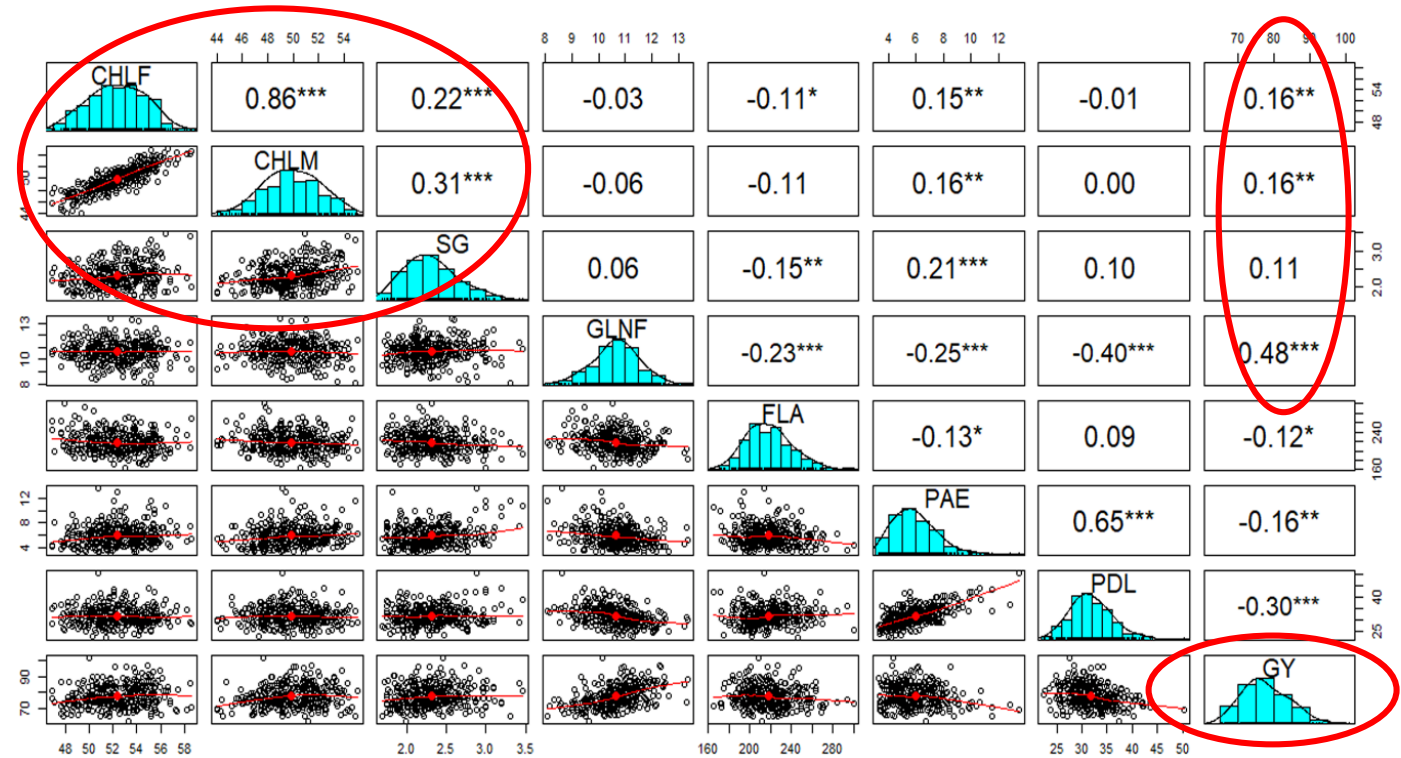 44 46 48 50 52 54 8 9 10 11 12 13 4 6 8 10 12 70 80 90 100
CHLF 0.86*** 0.22*** -0.03 -0.11* 0.15** -0.01 0.16** 48 54
50 44 CHLM 0.31*** -0.06 -0.11 0.16** 0.00 0.16**
SG 0.06 -0.15** 0.21*** 0.10 0.11 2.0 3.0
13 10 8 GLNF -0.23*** -0.25*** -0.40*** 0.48***
FLA -0.13* 0.09 -0.12* 160 240
12 8 4 PAE 0.65*** -0.16**
PDL -0.30*** 25 40
90 70 GY
48 50 52 54 56 58 2.0 2.5 3.0 3.5 160 200 240 280 25 30 35 40 45 50